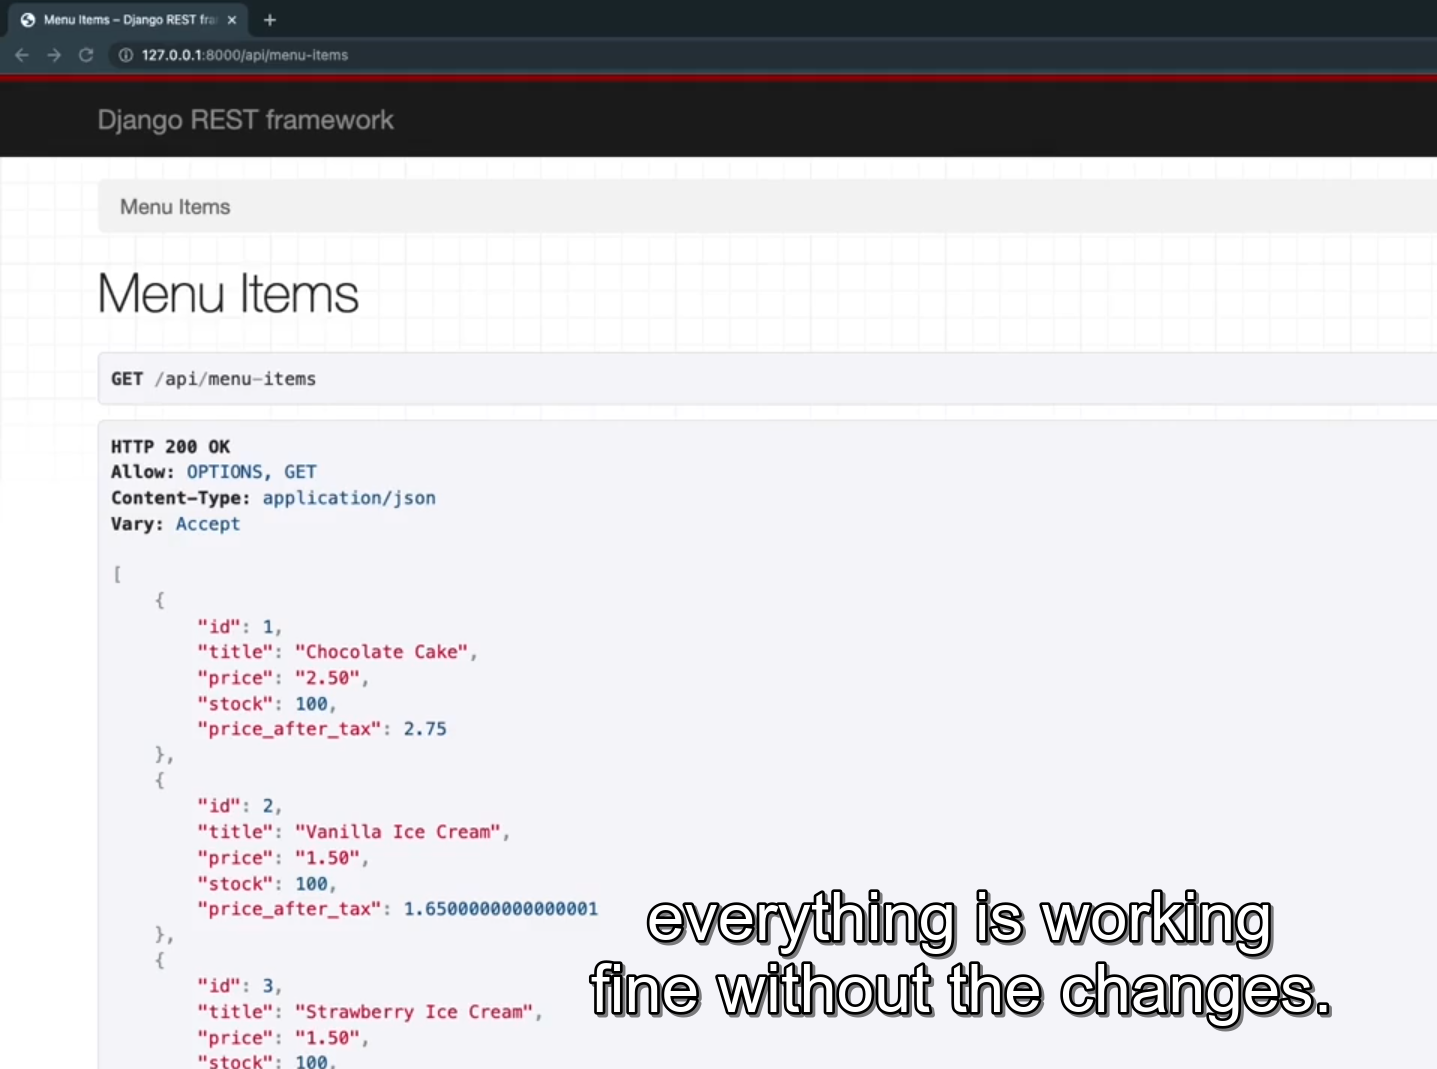 Menu Items – Django REST fra
127.0.0.1:8000/api/menu-items
Django REST framework
Menu Items
Menu Items
GET /api/menu-items
HTTP 200 OK
Allow: OPTIONS, GET
Content-Type: application/json
Vary: Accept
[
{
"id": 1,
"title": "Chocolate Cake",
"price": "2.50",
"stock": 100,
"price_after_tax": 2.75
},
{
"id": 2,
"title": "Vanilla Ice Cream",
"price": "1.50",
"stock": 100,
"price_after_tax": 1.6500000000000001
},
{
"id": 3,
"title": "Strawberry Ice Cream",
"price": "1.50",
"stock": 100,
everything is working
fine without the changes.